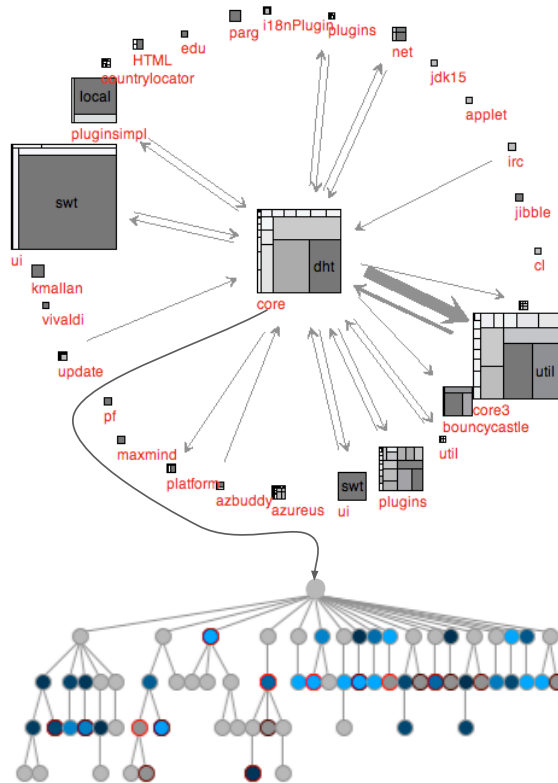 i18nPlugin
plugins
parg
net
edu
HTML
countrylocator
jdk15
local
applet
pluginsimpl
irc
swt
jibble
ui
dht
cl
kmallan
core
vivaldi
util
update
core3
bouncycastle
pf
util
maxmind
platform
azbuddy
azureus
swt
ui
plugins